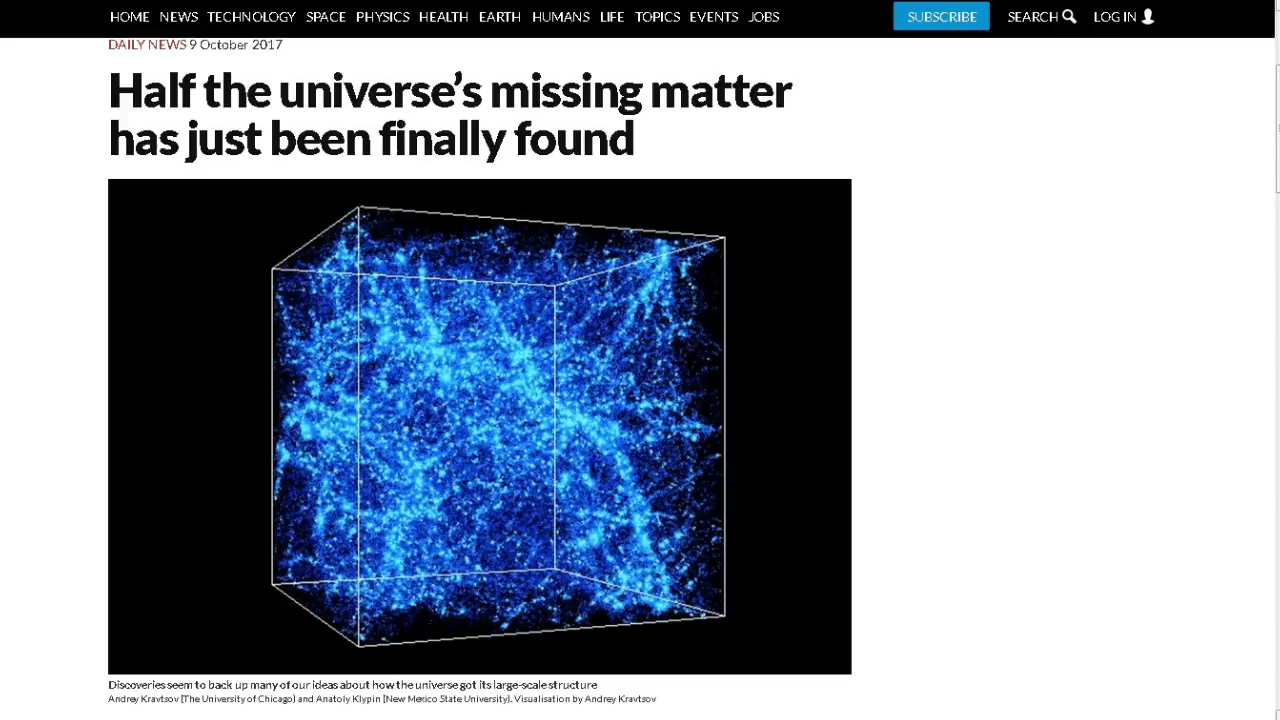 HOME NEWS TECHNOLOGY SPACE PHYSICS HEALTH EARTH HUMANS LIFE TOPICS EVENTS JOBS SUBSCRIBE SEARCH LOG IN
DAILY NEWS 9 October 2017
Half the universe’s missing matter
has just been finally found
Discoveries seem to back up many of our ideas about how the universe got its large-scale structure
Andrey Kravtsov (The University of Chicago) and Anatoly Klypin (New Mexico State University). Visualisation by Andrey Kravtsov